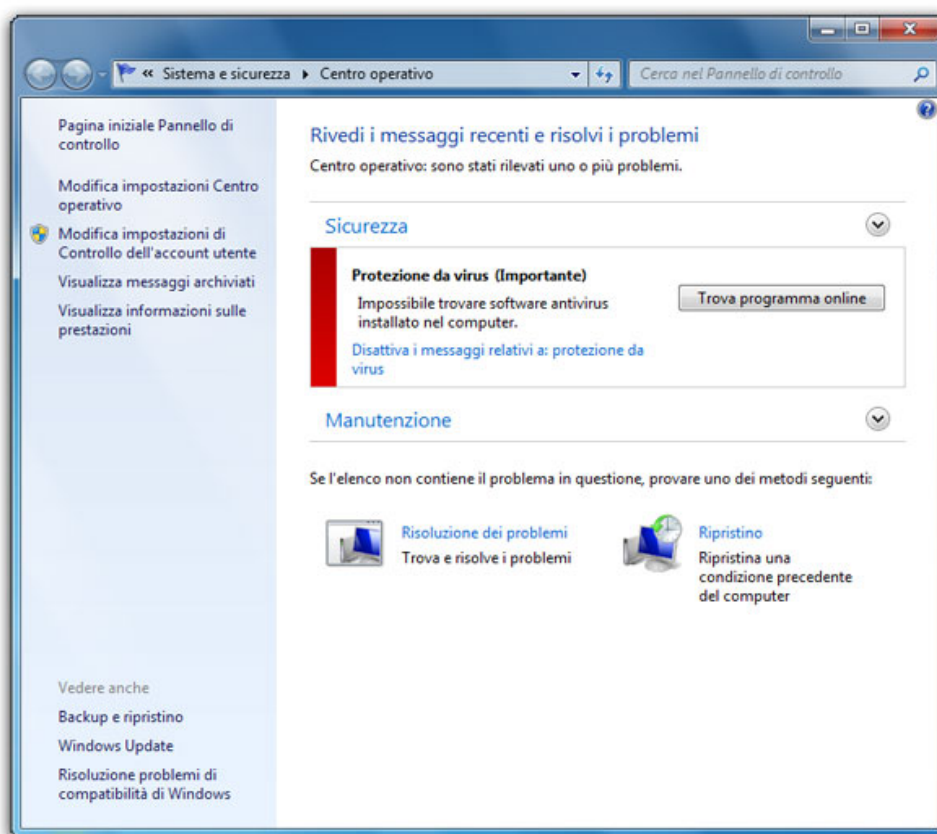 « Sistema e sicurezza ▸ Centro operativo
Cerca nel Pannello di controllo
Pagina iniziale Pannello di
controllo
Modifica impostazioni Centro
operativo
Modifica impostazioni di
Controllo dell'account utente
Visualizza messaggi archiviati
Visualizza informazioni sulle
prestazioni
Rivedi i messaggi recenti e risolvi i problemi
Centro operativo: sono stati rilevati uno o più problemi.
Sicurezza
Protezione da virus (Importante)
Impossibile trovare software antivirus
installato nel computer.
Trova programma online
Disattiva i messaggi relativi a: protezione da
virus
Manutenzione
Se l'elenco non contiene il problema in questione, provare uno dei metodi seguenti:
Risoluzione dei problemi
Trova e risolve i problemi
Ripristino
Ripristina una
condizione precedente
del computer
Vedere anche
Backup e ripristino
Windows Update
Risoluzione problemi di
compatibilità di Windows